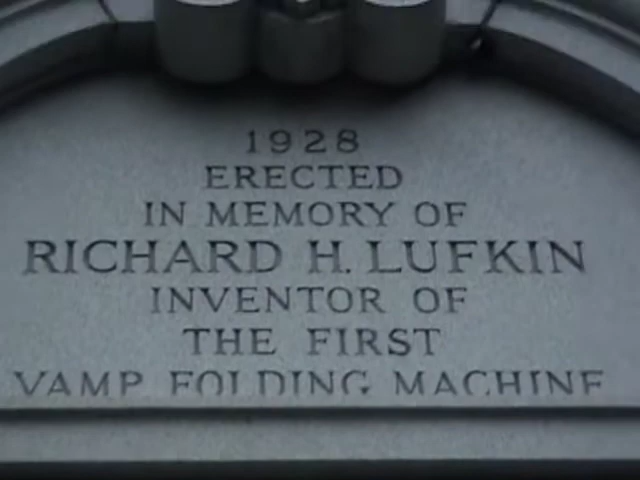 1928
ERECTED
IN MEMORY OF
RICHARD H. LUFKIN
INVENTOR OF
THE FIRST
VAMP FOLDING MACHINE